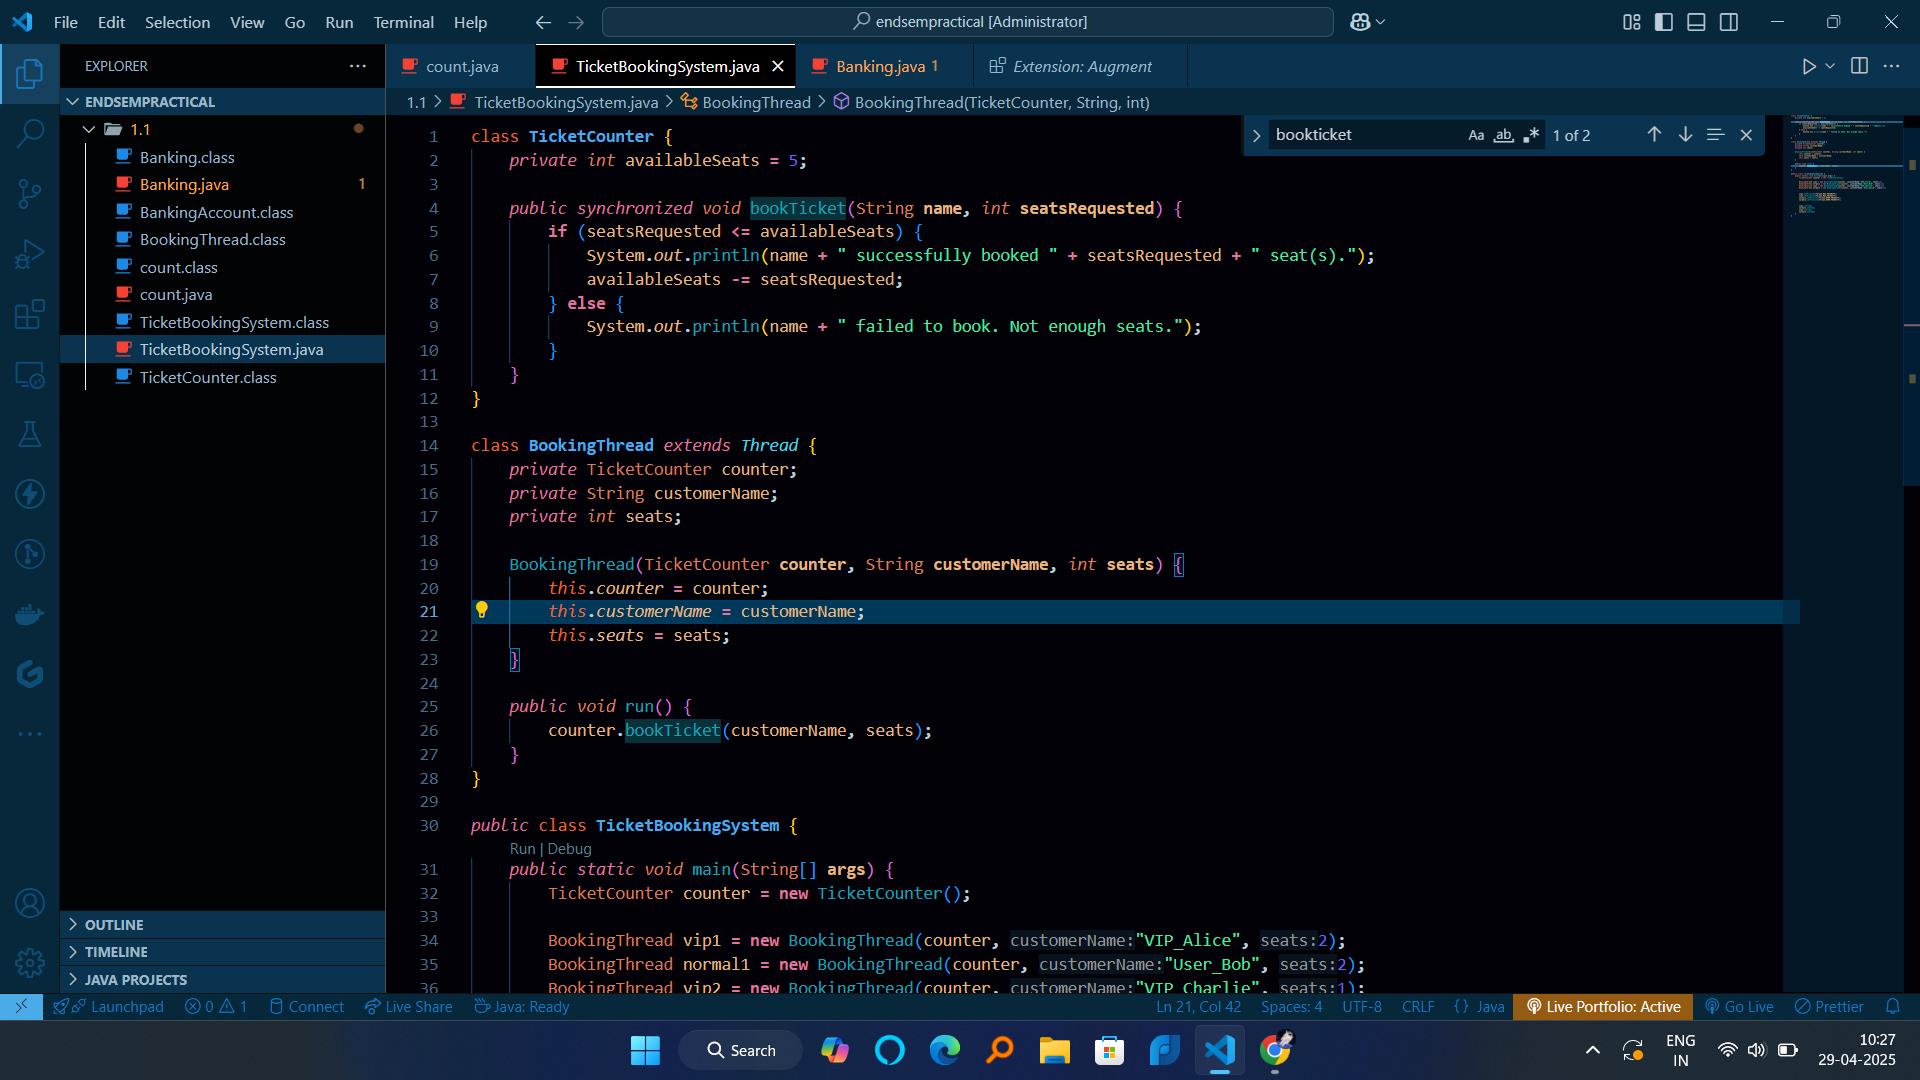 File Edit Selection View Go Run Terminal Help
endsempractical [Administrator]
EXPLORER
ENDSEMPRACTICAL
1.1
Banking.class
Banking.java 1
BankingAccount.class
BookingThread.class
count.class
count.java
TicketBookingSystem.class
TicketBookingSystem.java
TicketCounter.class
OUTLINE
TIMELINE
JAVA PROJECTS
count.java TicketBookingSystem.java Banking.java 1 Extension: Augment
1.1 > TicketBookingSystem.java > BookingThread > BookingThread(TicketCounter, String, int)
bookticket Aa ab 1 of 2
1 class TicketCounter {
2 private int availableSeats = 5;
3
4 public synchronized void bookTicket(String name, int seatsRequested) {
5 if (seatsRequested <= availableSeats) {
6 System.out.println(name + " successfully booked " + seatsRequested + " seat(s).");
7 availableSeats -= seatsRequested;
8 } else {
9 System.out.println(name + " failed to book. Not enough seats.");
10 }
11 }
12 }
13
14 class BookingThread extends Thread {
15 private TicketCounter counter;
16 private String customerName;
17 private int seats;
18
19 BookingThread(TicketCounter counter, String customerName, int seats) {
20 this.counter = counter;
21 this.customerName = customerName;
22 this.seats = seats;
23 }
24
25 public void run() {
26 counter.bookTicket(customerName, seats);
27 }
28 }
29
30 public class TicketBookingSystem {
Run | Debug
31 public static void main(String[] args) {
32 TicketCounter counter = new TicketCounter();
33
34 BookingThread vip1 = new BookingThread(counter, customerName:"VIP_Alice", seats:2);
35 BookingThread normal1 = new BookingThread(counter, customerName:"User_Bob", seats:2);
36 BookingThread vip2 = new BookingThread(counter, customerName:"VIP_Charlie", seats:1);
Launchpad 0 1 Connect Live Share Java: Ready Ln 21, Col 42 Spaces: 4 UTF-8 CRLF {} Java Live Portfolio: Active Go Live Prettier
Search
ENG
IN
10:27
29-04-2025